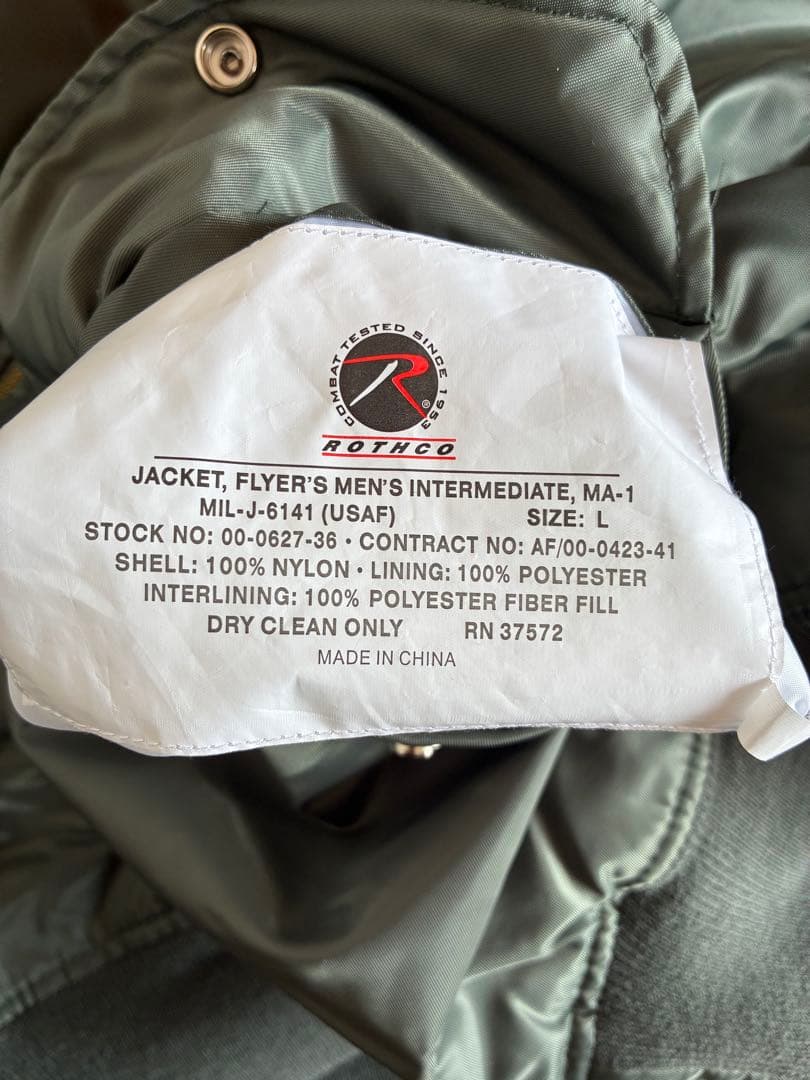 COMBAT TESTED SINCE 1953
R
®
ROTHCO
JACKET, FLYER'S MEN'S INTERMEDIATE, MA-1
MIL-J-6141 (USAF) SIZE: L
STOCK NO: 00-0627-36 • CONTRACT NO: AF/00-0423-41
SHELL: 100% NYLON • LINING: 100% POLYESTER
INTERLINING: 100% POLYESTER FIBER FILL
DRY CLEAN ONLY RN 37572
MADE IN CHINA